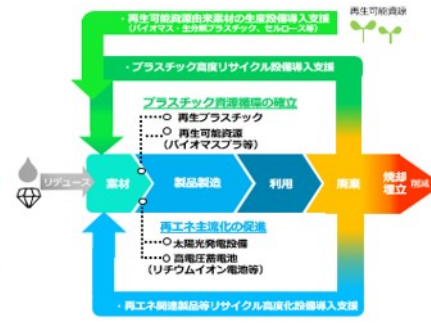 ・再生可能資源由来素材の生産設備導入支援
(バイオマス・生分解プラスチック、セルロース等)
再生可能資源
・プラスチック高度リサイクル設備導入支援
プラスチック資源循環の確立
再生プラスチック
再生可能資源
(バイオマスプラ等)
リデュース
素材
製品製造
利用
廃棄
焼却
埋立
削減
再エネ主流化の促進
太陽光発電設備
高電圧蓄電池
(リチウムイオン電池等)
・再エネ関連製品等リサイクル高度化設備導入支援